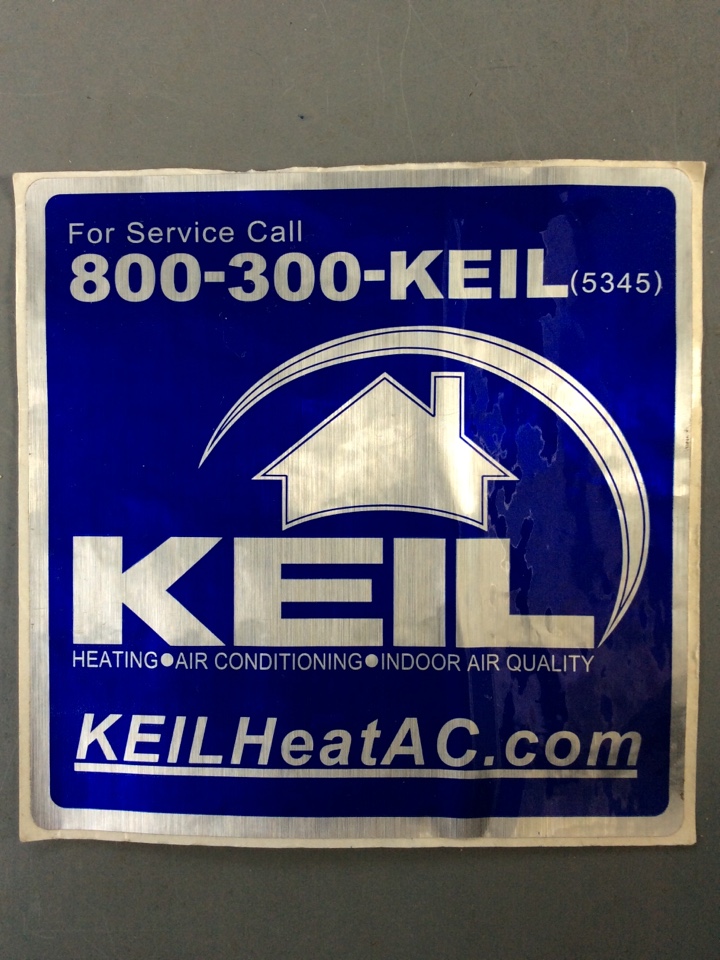 For Service Call
800-300-KEIL(5345)
KEIL
HEATING●AIR CONDITIONING●INDOOR AIR QUALITY
KEILHeatAC.com